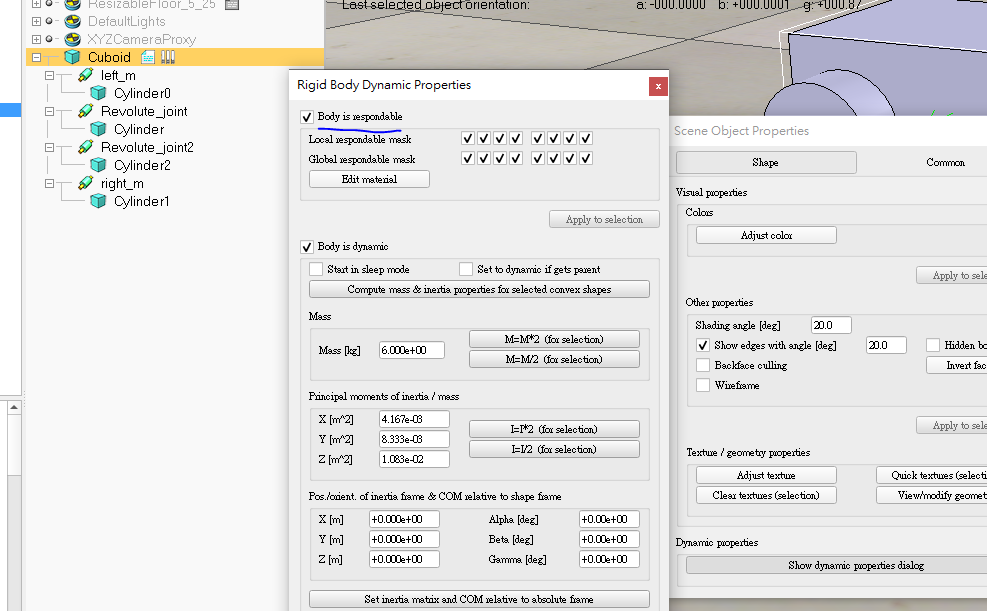 ResizableFloor_5_25
DefaultLights
XYZCameraProxy
Cuboid
left_m
Cylinder0
Revolute_joint
Cylinder
Revolute_joint2
Cylinder2
right_m
Cylinder1
Last selected object orientation: a: -000.0000 b: +000.0001 g: +000.87
Rigid Body Dynamic Properties
x
Body is respondable
Local respondable mask
Global respondable mask
Edit material
Apply to selection
Body is dynamic
Start in sleep mode Set to dynamic if gets parent
Compute mass & inertia properties for selected convex shapes
Mass
Mass [kg] 6.000e+00 M=M*2 (for selection)
M=M/2 (for selection)
Principal moments of inertia / mass
X [m^2] 4.167e-03
Y [m^2] 8.333e-03
Z [m^2] 1.083e-02
I=I*2 (for selection)
I=I/2 (for selection)
Pos./orient. of inertia frame & COM relative to shape frame
X [m] +0.000e+00 Alpha [deg] +0.00e+00
Y [m] +0.000e+00 Beta [deg] +0.00e+00
Z [m] +0.000e+00 Gamma [deg] +0.00e+00
Set inertia matrix and COM relative to absolute frame
Scene Object Properties
Shape Common
Visual properties
Colors
Adjust color
Apply to sele
Other properties
Shading angle [deg] 20.0
Show edges with angle [deg] 20.0 Hidden bo
Backface culling Invert fac
Wireframe
Apply to sele
Texture / geometry properties
Adjust texture Quick textures (selecti
Clear textures (selection) View/modify geomet
Dynamic properties
Show dynamic properties dialog